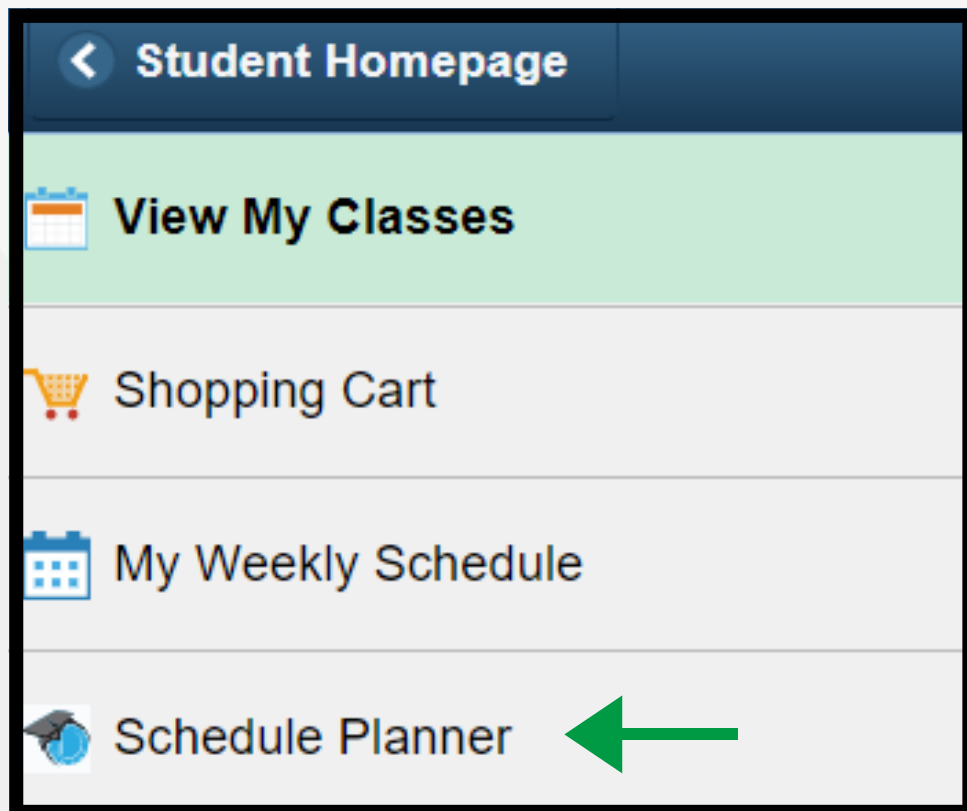 Student Homepage
View My Classes
Shopping Cart
My Weekly Schedule
Schedule Planner